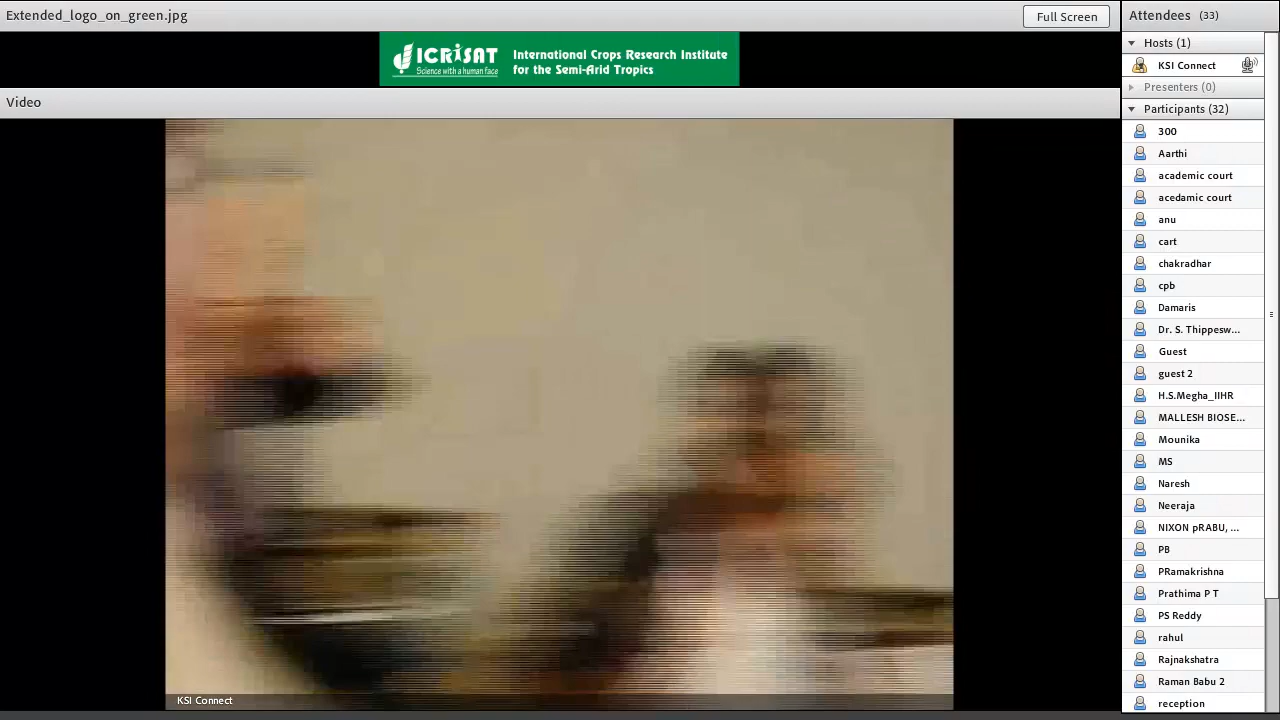 Extended_logo_on_green.jpg
Full Screen
ICRISAT
Science with a human face
International Crops Research Institute
for the Semi-Arid Tropics
Video
KSI Connect
Attendees (33)
Hosts (1)
KSI Connect
Presenters (0)
Participants (32)
300
Aarthi
academic court
acedamic court
anu
cart
chakradhar
cpb
Damaris
Dr. S. Thippesw...
Guest
guest 2
H.S.Megha_IIHR
MALLESH BIOSE...
Mounika
MS
Naresh
Neeraja
NIXON pRABU, ...
PB
PRamakrishna
Prathima P T
PS Reddy
rahul
Rajnakshatra
Raman Babu 2
reception